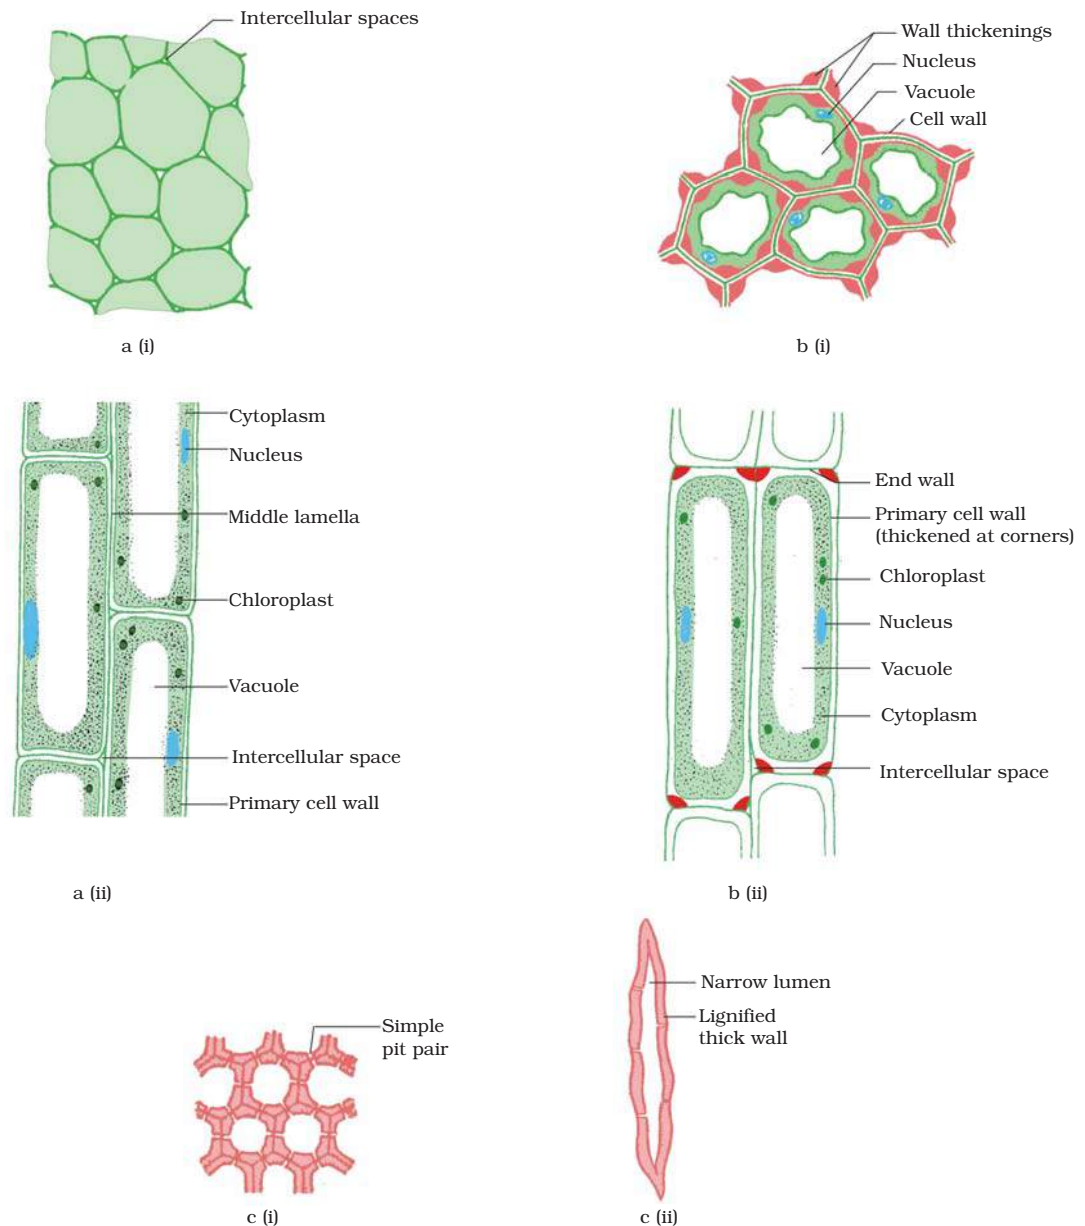 Intercellular spaces
Wall thickenings
Nucleus
Vacuole
Cell wall
a (i)
b (i)
Cytoplasm
Nucleus
Middle lamella
Chloroplast
Vacuole
Intercellular space
Primary cell wall
End wall
Primary cell wall
(thickened at corners)
Chloroplast
Nucleus
Vacuole
Cytoplasm
Intercellular space
a (ii)
b (ii)
Simple
pit pair
Narrow lumen
Lignified
thick wall
c (i)
c (ii)